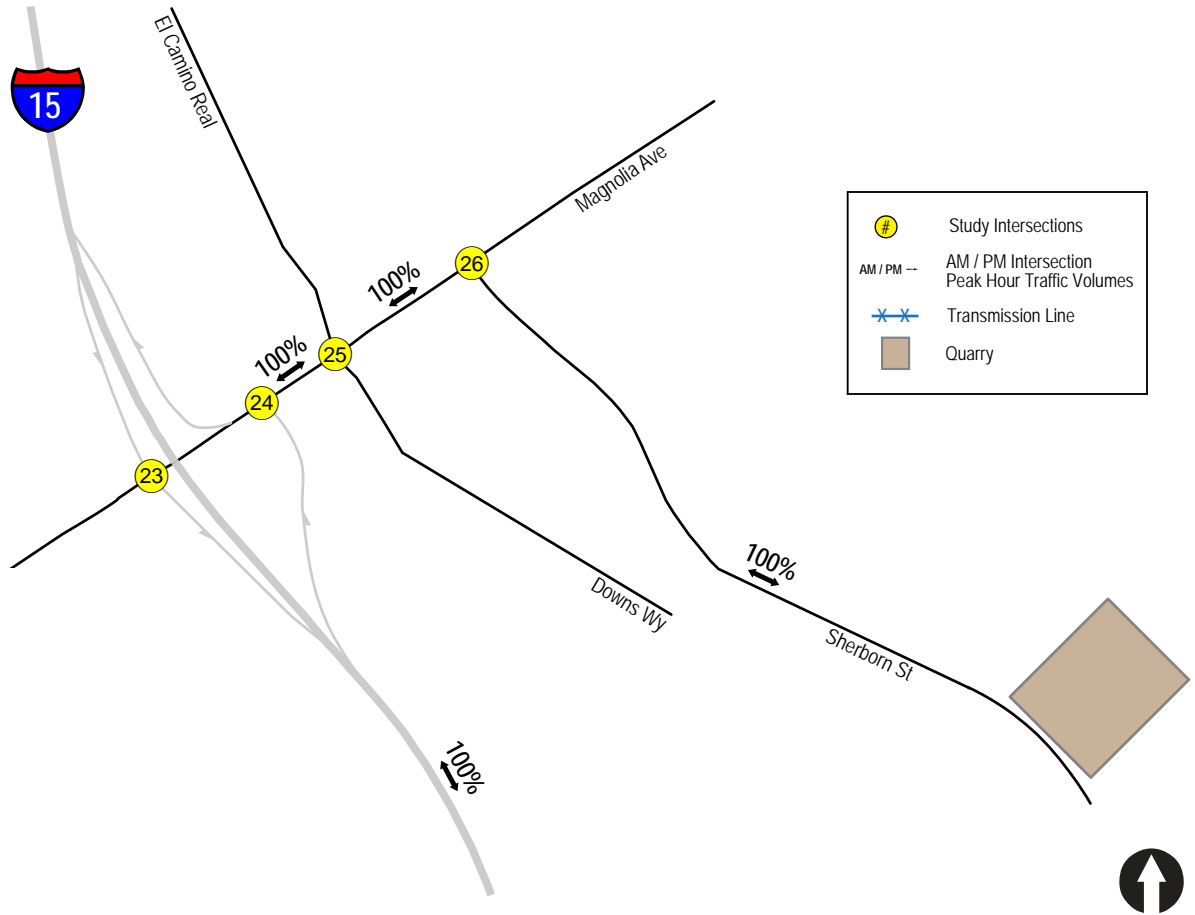 15
El Camino Real
Magnolia Ave
26
100%
25
100%
24
23
Downs Wy
100%
Sherborn St
100%
# Study Intersections
AM / PM → AM / PM Intersection
Peak Hour Traffic Volumes
Transmission Line
Quarry